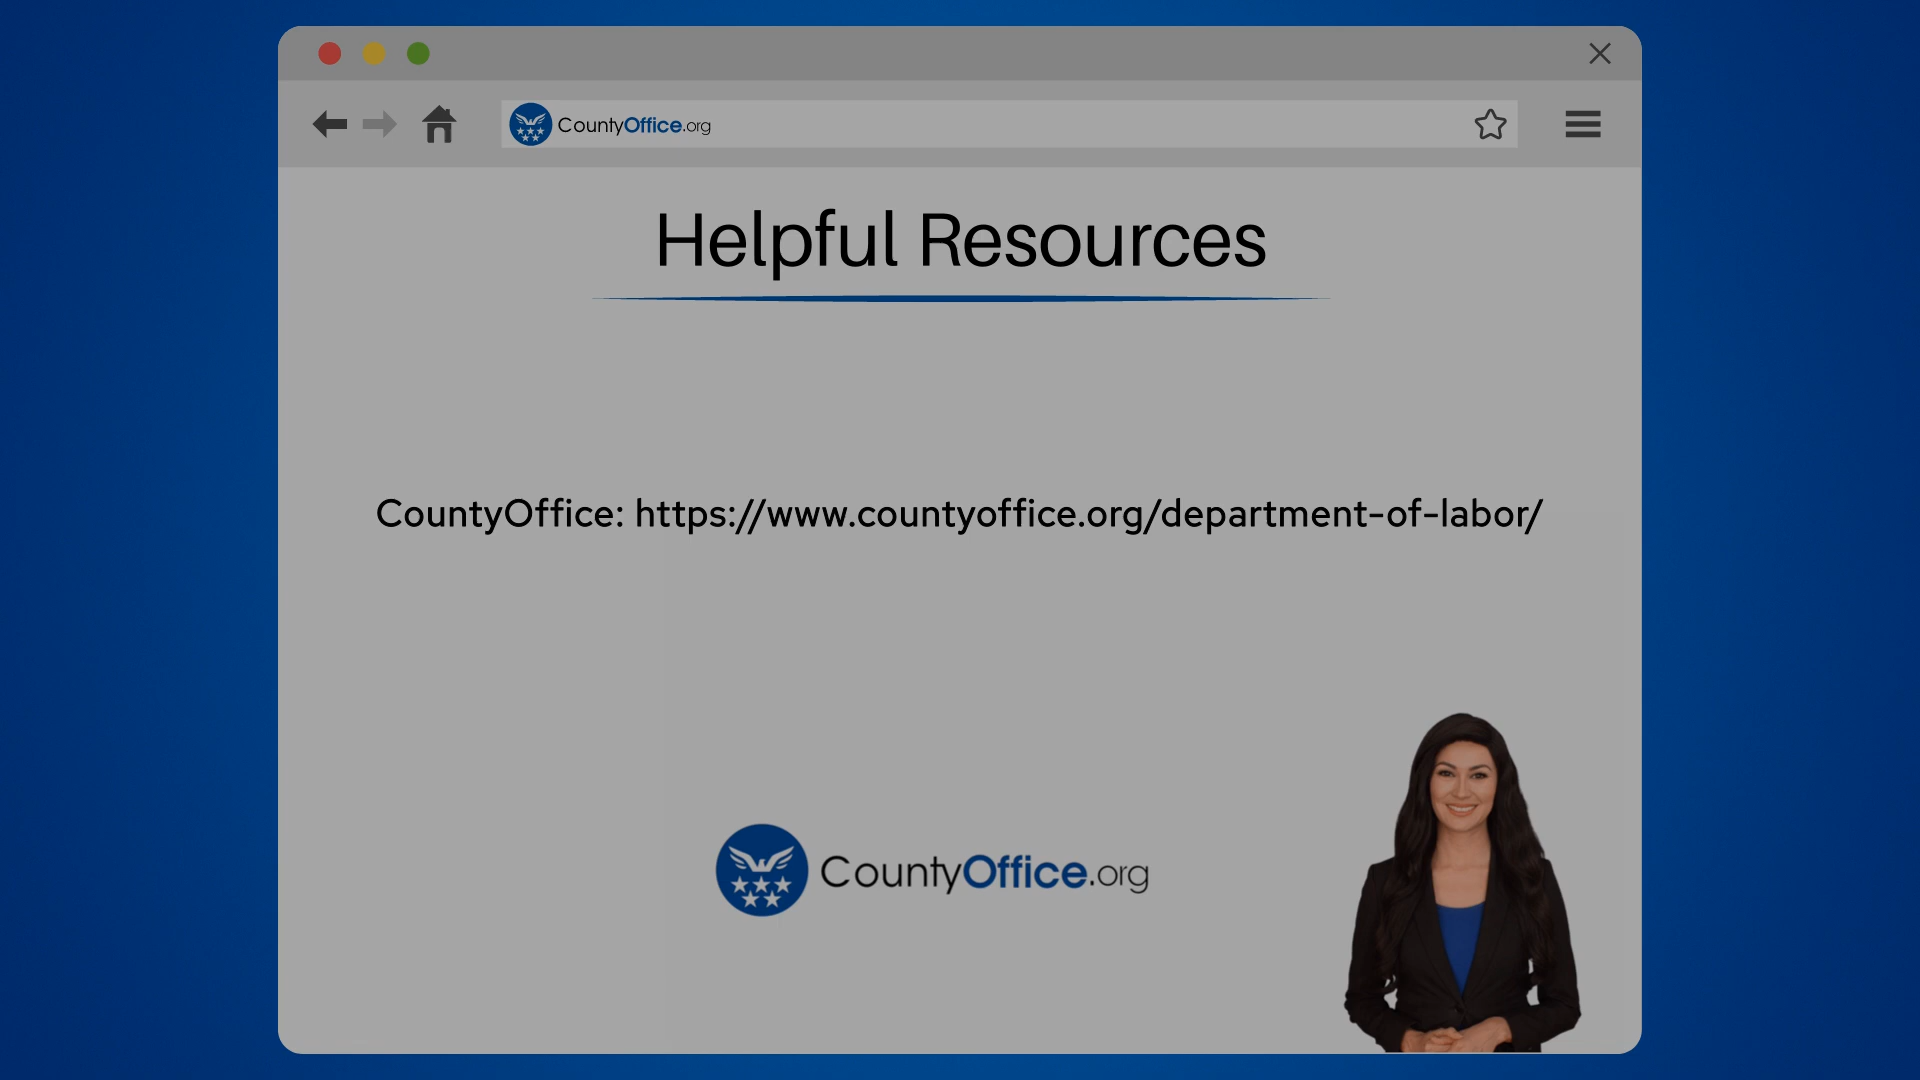 CountyOffice.org
Helpful Resources
CountyOffice: https://www.countyoffice.org/department-of-labor/
CountyOffice.org